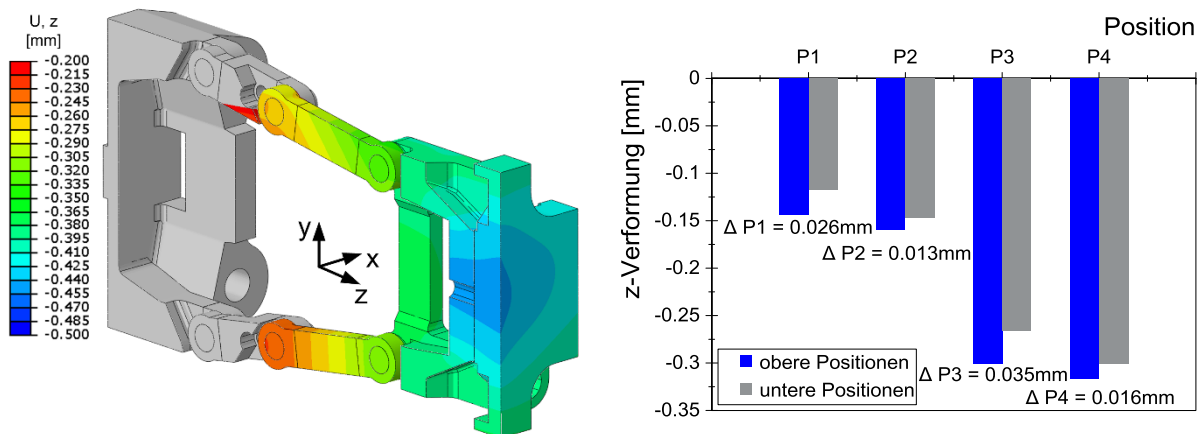 U, z
[mm]
-0.200
-0.215
-0.230
-0.245
-0.260
-0.275
-0.290
-0.305
-0.320
-0.335
-0.350
-0.365
-0.380
-0.395
-0.410
-0.425
-0.440
-0.455
-0.470
-0.485
-0.500
y
x
z
Position
P1 P2 P3 P4
z-Verformung [mm]
0
-0.05
-0.1
-0.15
-0.2
-0.25
-0.3
-0.35
Δ P1 = 0.026mm
Δ P2 = 0.013mm
Δ P3 = 0.035mm
Δ P4 = 0.016mm
obere Positionen
untere Positionen